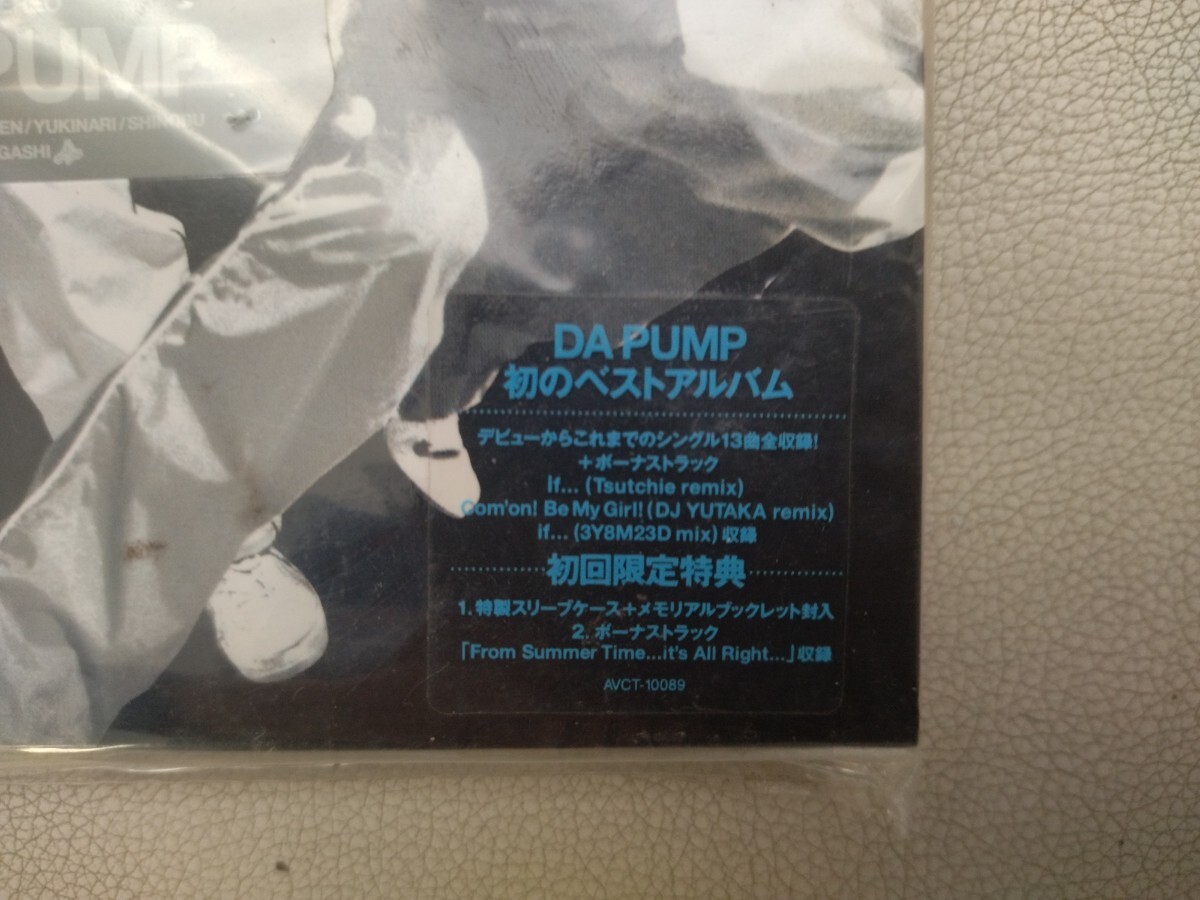 PUMP
EN/YUKINARI/SHINOBU
GASHI
DA PUMP
初のベストアルバム
デビューからこれまでのシングル13曲全収録!
+ボーナストラック
if... (Tsutchie remix)
Com'on! Be My Girl! (DJ YUTAKA remix)
if... (3Y8M23D mix) 収録
初回限定特典
1. 特製スリーブケース+メモリアルブックレット封入
2. ボーナストラック
「From Summer Time...it's All Right...」収録
AVCT-10089